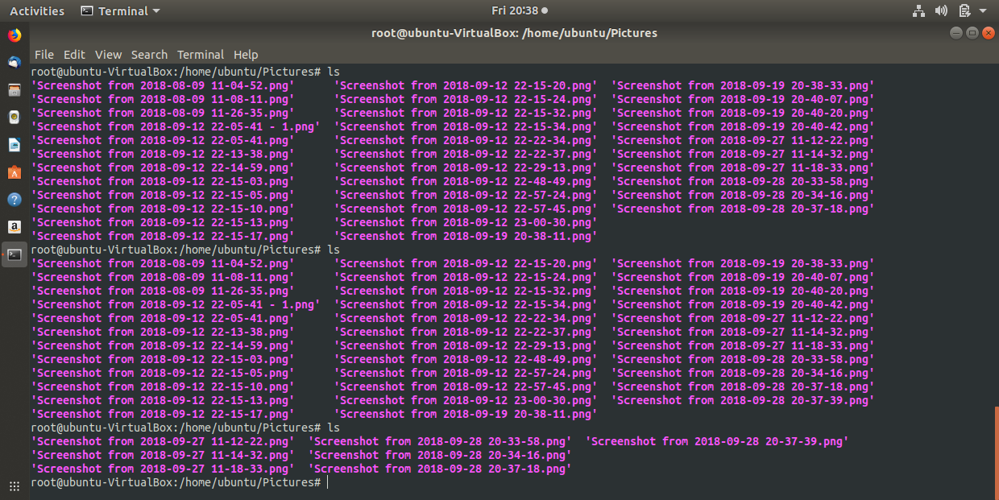 Activities Terminal Fri 20:38
root@ubuntu-VirtualBox: /home/ubuntu/Pictures
File Edit View Search Terminal Help
root@ubuntu-VirtualBox:/home/ubuntu/Pictures# ls
'Screenshot from 2018-08-09 11-04-52.png' 'Screenshot from 2018-09-12 22-15-20.png' 'Screenshot from 2018-09-19 20-38-33.png'
'Screenshot from 2018-08-09 11-08-11.png' 'Screenshot from 2018-09-12 22-15-24.png' 'Screenshot from 2018-09-19 20-40-07.png'
'Screenshot from 2018-08-09 11-26-35.png' 'Screenshot from 2018-09-12 22-15-32.png' 'Screenshot from 2018-09-19 20-40-20.png'
'Screenshot from 2018-09-12 22-05-41 - 1.png' 'Screenshot from 2018-09-12 22-15-34.png' 'Screenshot from 2018-09-19 20-40-42.png'
'Screenshot from 2018-09-12 22-05-41.png' 'Screenshot from 2018-09-12 22-22-34.png' 'Screenshot from 2018-09-27 11-12-22.png'
'Screenshot from 2018-09-12 22-13-38.png' 'Screenshot from 2018-09-12 22-22-37.png' 'Screenshot from 2018-09-27 11-14-32.png'
'Screenshot from 2018-09-12 22-14-59.png' 'Screenshot from 2018-09-12 22-29-13.png' 'Screenshot from 2018-09-27 11-18-33.png'
'Screenshot from 2018-09-12 22-15-03.png' 'Screenshot from 2018-09-12 22-48-49.png' 'Screenshot from 2018-09-28 20-33-58.png'
'Screenshot from 2018-09-12 22-15-05.png' 'Screenshot from 2018-09-12 22-57-24.png' 'Screenshot from 2018-09-28 20-34-16.png'
'Screenshot from 2018-09-12 22-15-10.png' 'Screenshot from 2018-09-12 22-57-45.png' 'Screenshot from 2018-09-28 20-37-18.png'
'Screenshot from 2018-09-12 22-15-13.png' 'Screenshot from 2018-09-12 23-00-30.png'
'Screenshot from 2018-09-12 22-15-17.png' 'Screenshot from 2018-09-19 20-38-11.png'
root@ubuntu-VirtualBox:/home/ubuntu/Pictures# ls
'Screenshot from 2018-08-09 11-04-52.png' 'Screenshot from 2018-09-12 22-15-20.png' 'Screenshot from 2018-09-19 20-38-33.png'
'Screenshot from 2018-08-09 11-08-11.png' 'Screenshot from 2018-09-12 22-15-24.png' 'Screenshot from 2018-09-19 20-40-07.png'
'Screenshot from 2018-08-09 11-26-35.png' 'Screenshot from 2018-09-12 22-15-32.png' 'Screenshot from 2018-09-19 20-40-20.png'
'Screenshot from 2018-09-12 22-05-41 - 1.png' 'Screenshot from 2018-09-12 22-15-34.png' 'Screenshot from 2018-09-19 20-40-42.png'
'Screenshot from 2018-09-12 22-05-41.png' 'Screenshot from 2018-09-12 22-22-34.png' 'Screenshot from 2018-09-27 11-12-22.png'
'Screenshot from 2018-09-12 22-13-38.png' 'Screenshot from 2018-09-12 22-22-37.png' 'Screenshot from 2018-09-27 11-14-32.png'
'Screenshot from 2018-09-12 22-14-59.png' 'Screenshot from 2018-09-12 22-29-13.png' 'Screenshot from 2018-09-27 11-18-33.png'
'Screenshot from 2018-09-12 22-15-03.png' 'Screenshot from 2018-09-12 22-48-49.png' 'Screenshot from 2018-09-28 20-33-58.png'
'Screenshot from 2018-09-12 22-15-05.png' 'Screenshot from 2018-09-12 22-57-24.png' 'Screenshot from 2018-09-28 20-34-16.png'
'Screenshot from 2018-09-12 22-15-10.png' 'Screenshot from 2018-09-12 22-57-45.png' 'Screenshot from 2018-09-28 20-37-18.png'
'Screenshot from 2018-09-12 22-15-13.png' 'Screenshot from 2018-09-12 23-00-30.png' 'Screenshot from 2018-09-28 20-37-39.png'
'Screenshot from 2018-09-12 22-15-17.png' 'Screenshot from 2018-09-19 20-38-11.png'
root@ubuntu-VirtualBox:/home/ubuntu/Pictures# ls
'Screenshot from 2018-09-27 11-12-22.png' 'Screenshot from 2018-09-28 20-33-58.png' 'Screenshot from 2018-09-28 20-37-39.png'
'Screenshot from 2018-09-27 11-14-32.png' 'Screenshot from 2018-09-28 20-34-16.png'
'Screenshot from 2018-09-27 11-18-33.png' 'Screenshot from 2018-09-28 20-37-18.png'
root@ubuntu-VirtualBox:/home/ubuntu/Pictures#